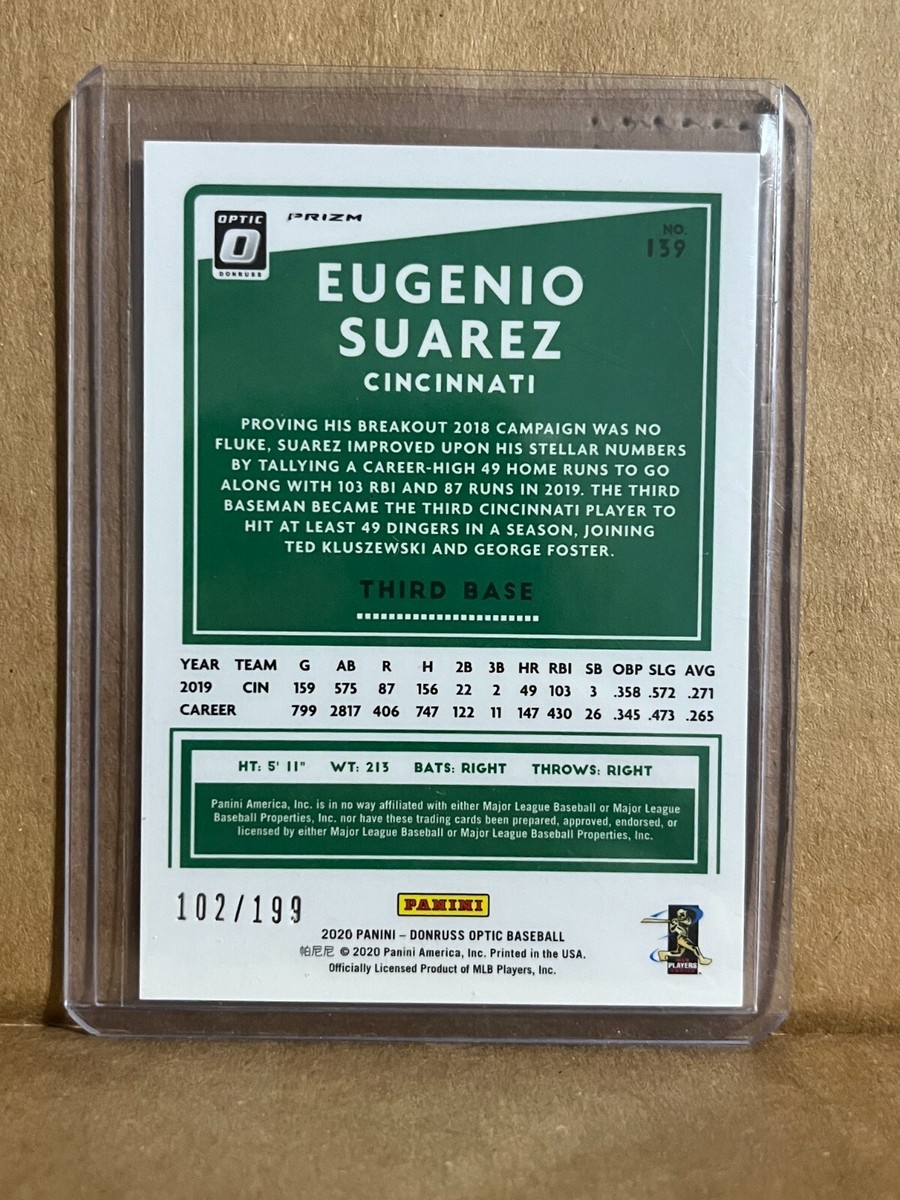 OPTIC
O
DONRUSS
PRIZM
NO.
139
EUGENIO
SUAREZ
CINCINNATI
PROVING HIS BREAKOUT 2018 CAMPAIGN WAS NO
FLUKE, SUAREZ IMPROVED UPON HIS STELLAR NUMBERS
BY TALLYING A CAREER-HIGH 49 HOME RUNS TO GO
ALONG WITH 103 RBI AND 87 RUNS IN 2019. THE THIRD
BASEMAN BECAME THE THIRD CINCINNATI PLAYER TO
HIT AT LEAST 49 DINGERS IN A SEASON, JOINING
TED KLUSZEWSKI AND GEORGE FOSTER.
THIRD BASE
YEAR TEAM G AB R H 2B 3B HR RBI SB OBP SLG AVG
2019 CIN 159 575 87 156 22 2 49 103 3 .358 .572 .271
CAREER 799 2817 406 747 122 11 147 430 26 .345 .473 .265
HT: 5' 11" WT: 213 BATS: RIGHT THROWS: RIGHT
Panini America, Inc. is in no way affiliated with either Major League Baseball or Major League
Baseball Properties, Inc. nor have these trading cards been prepared, approved, endorsed, or
licensed by either Major League Baseball or Major League Baseball Properties, Inc.
102/199
PANINI
2020 PANINI – DONRUSS OPTIC BASEBALL
帕尼尼 © 2020 Panini America, Inc. Printed in the USA.
Officially Licensed Product of MLB Players, Inc.
PLAYERS